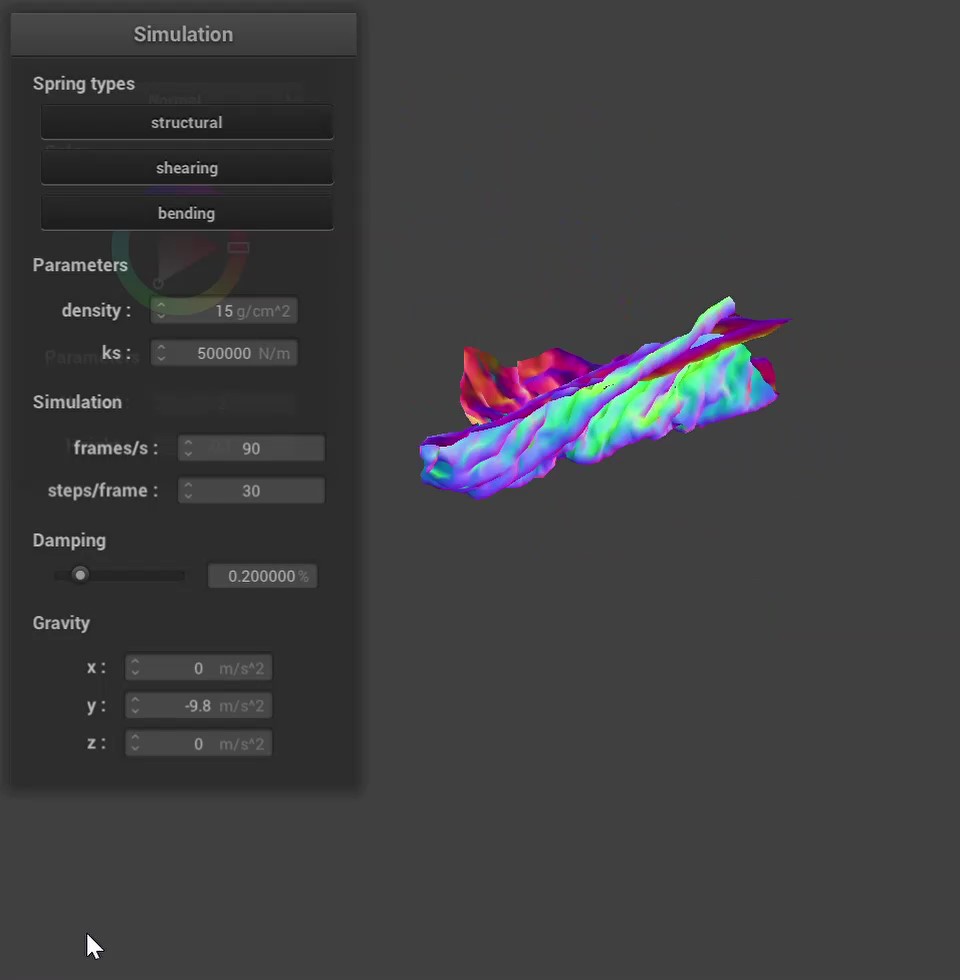 Simulation
Spring types
Normal
structural
shearing
bending
Parameters
density : 15 g/cm^2
ks : 500000 N/m
Simulation
frames/s : 90
steps/frame : 30
Damping
0.200000 %
Gravity
x : 0 m/s^2
y : -9.8 m/s^2
z : 0 m/s^2